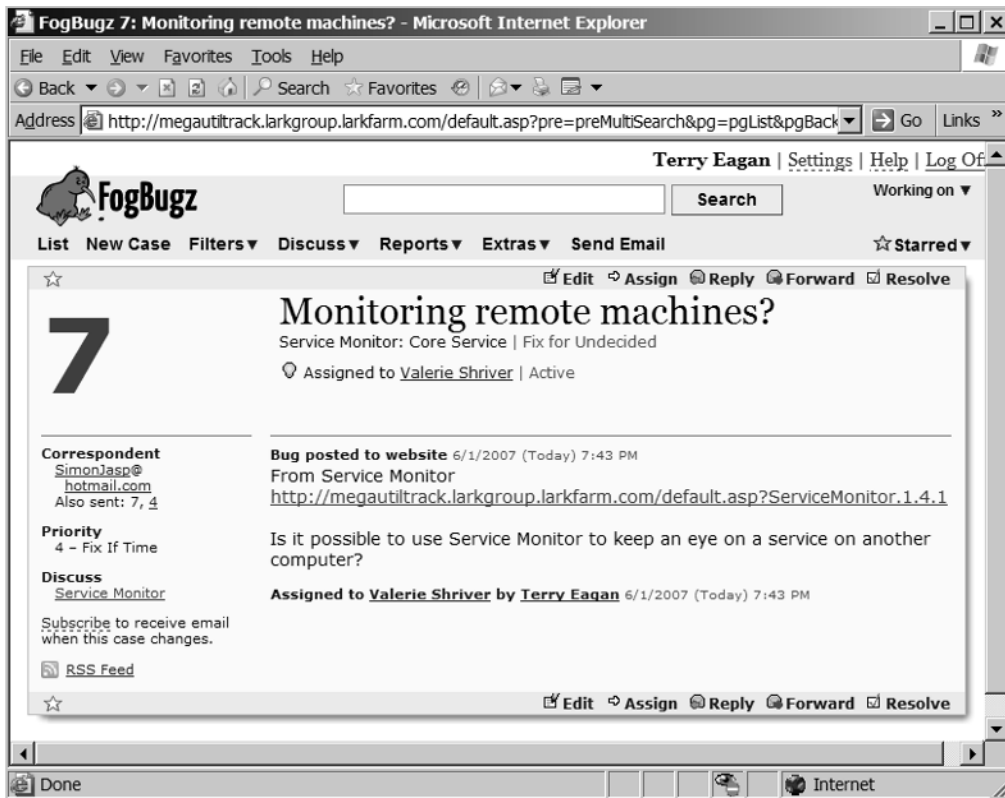 FogBugz 7: Monitoring remote machines? - Microsoft Internet Explorer
File Edit View Favorites Tools Help
Back Search Favorites
Address http://megautiltrack.larkgroup.larkfarm.com/default.asp?pre=preMultiSearch&pg=pgList&pgBack Go Links »
Terry Eagan | Settings | Help | Log Of
FogBugz Search Working on ▼
List New Case Filters▼ Discuss▼ Reports▼ Extras▼ Send Email Starred▼
Edit Assign Reply Forward Resolve
7
Monitoring remote machines?
Service Monitor: Core Service | Fix for Undecided
Assigned to Valerie Shriver | Active
Correspondent
SimonJasp@
hotmail.com
Also sent: 7, 4
Priority
4 – Fix If Time
Discuss
Service Monitor
Subscribe to receive email
when this case changes.
RSS Feed
Bug posted to website 6/1/2007 (Today) 7:43 PM
From Service Monitor
http://megautiltrack.larkgroup.larkfarm.com/default.asp?ServiceMonitor.1.4.1
Is it possible to use Service Monitor to keep an eye on a service on another
computer?
Assigned to Valerie Shriver by Terry Eagan 6/1/2007 (Today) 7:43 PM
Edit Assign Reply Forward Resolve
Done Internet